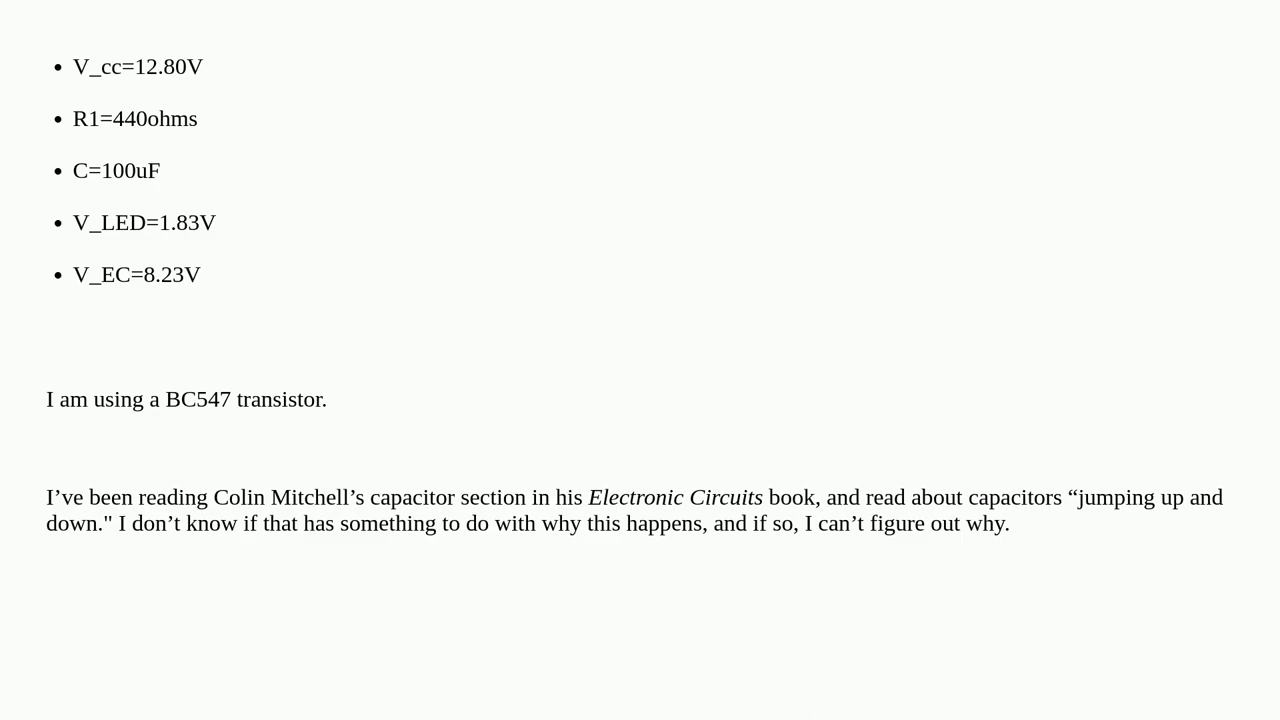 • V_cc=12.80V
• R1=440ohms
• C=100uF
• V_LED=1.83V
• V_EC=8.23V
I am using a BC547 transistor.
I’ve been reading Colin Mitchell’s capacitor section in his Electronic Circuits book, and read about capacitors “jumping up and
down." I don’t know if that has something to do with why this happens, and if so, I can’t figure out why.